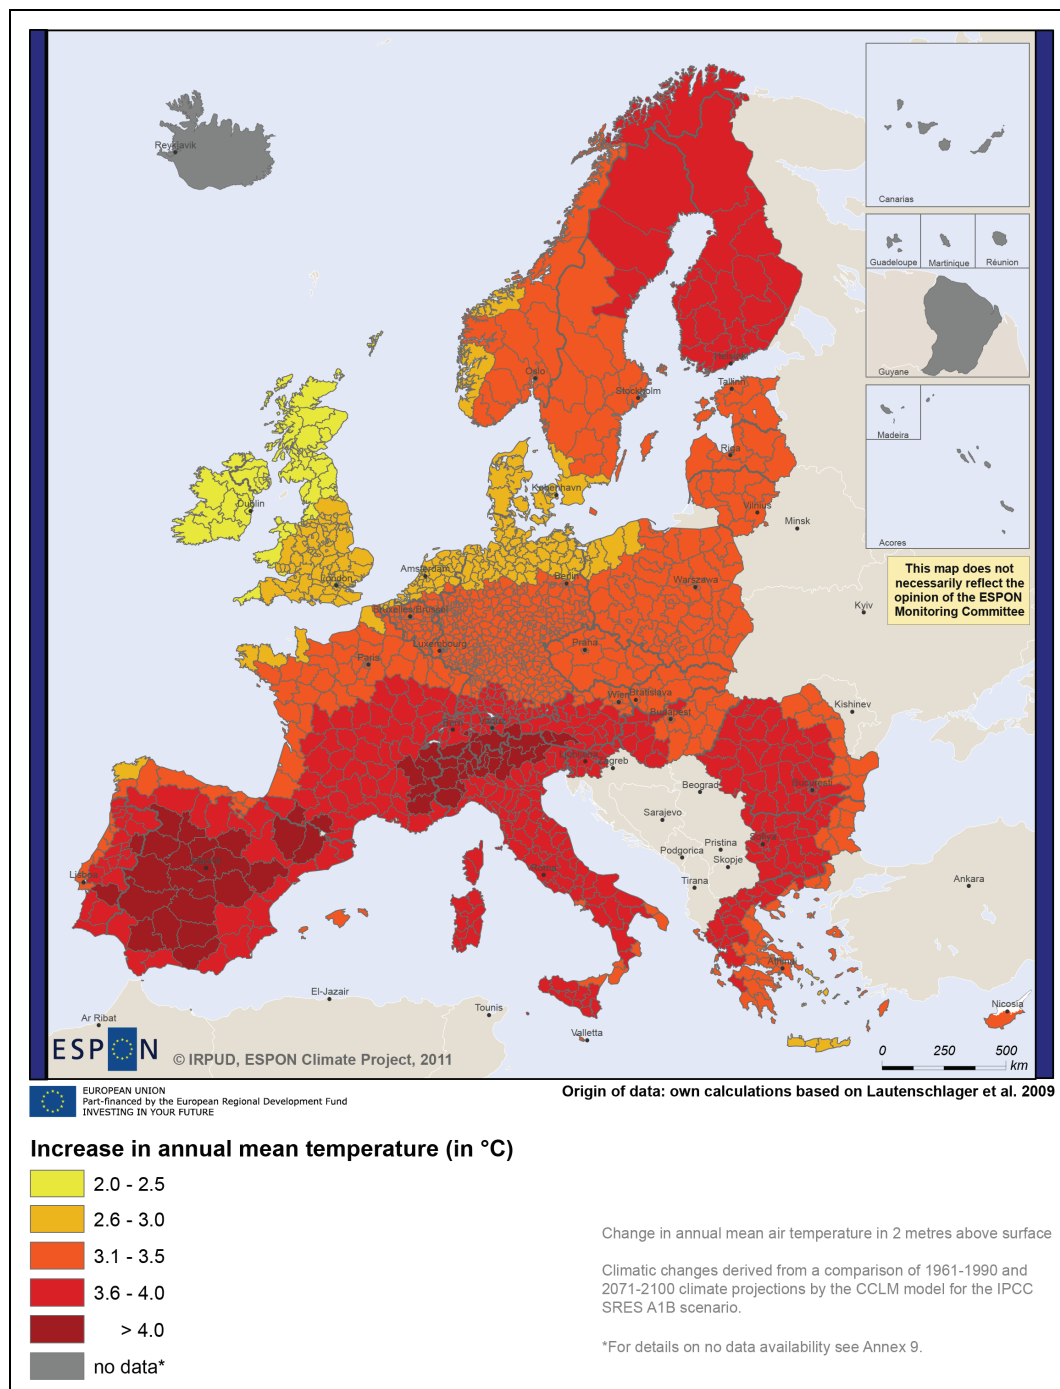 Reykjavik
Canarias
Guadeloupe
Martinique
Réunion
Guyane
Madeira
Acores
This map does not
necessarily reflect the
opinion of the ESPON
Monitoring Committee
Oslo
Stockholm
Tallinn
Riga
Vilnius
Minsk
København
Dublin
London
Amsterdam
Berlin
Warszawa
Kyiv
Bruxelles/Brussel
Luxembourg
Praha
Paris
Wien
Bratislava
Budapest
Kishinev
Zagreb
Beograd
Sarajevo
Pristina
Podgorica
Skopje
Tirana
Ankara
Athinai
Nicosia
El-Jazair
Tounis
Ar Ribat
Valletta
ESPON
© IRPUD, ESPON Climate Project, 2011
0 250 500
km
EUROPEAN UNION
Part-financed by the European Regional Development Fund
INVESTING IN YOUR FUTURE
Origin of data: own calculations based on Lautenschlager et al. 2009
Increase in annual mean temperature (in °C)
2.0 - 2.5
2.6 - 3.0
3.1 - 3.5
3.6 - 4.0
> 4.0
no data*
Change in annual mean air temperature in 2 metres above surface
Climatic changes derived from a comparison of 1961-1990 and
2071-2100 climate projections by the CCLM model for the IPCC
SRES A1B scenario.
*For details on no data availability see Annex 9.